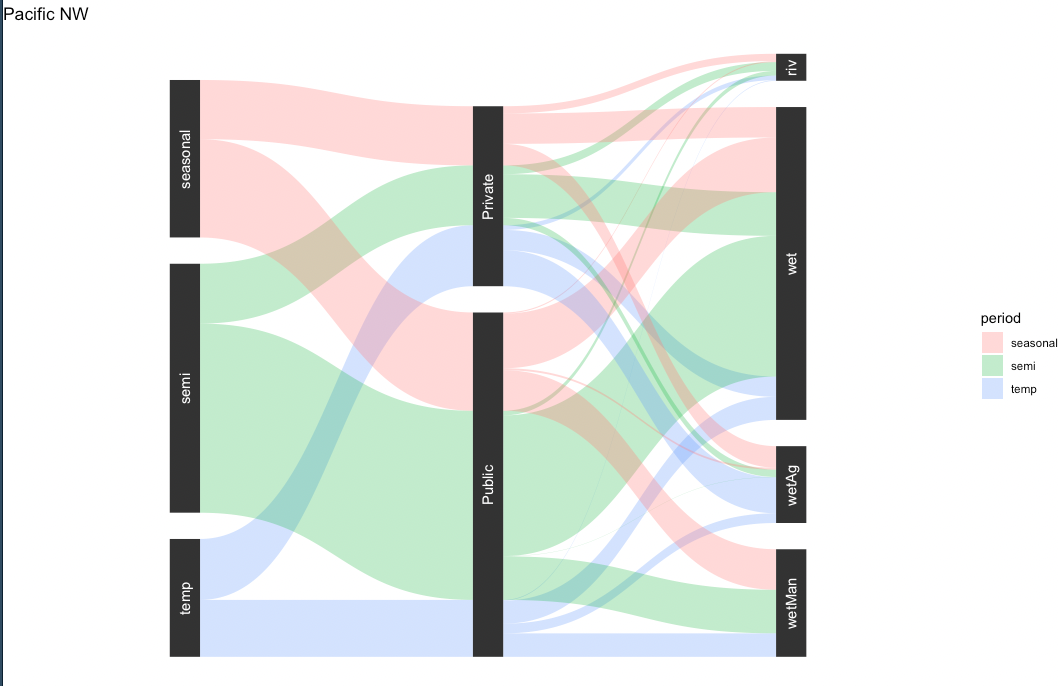 Pacific NW
seasonal
semi
temp
Private
Public
riv
wet
wetAg
wetMan
period
seasonal
semi
temp